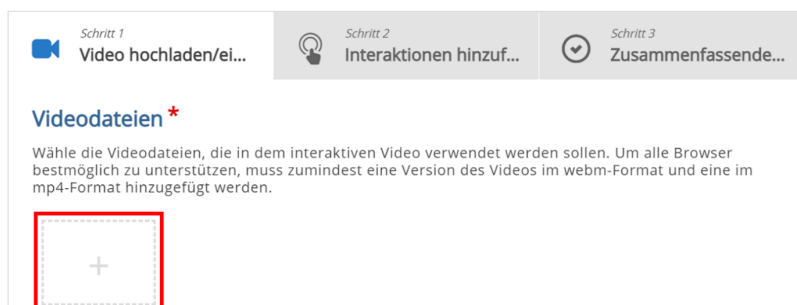 Schritt 1
Video hochladen/ei...
Schritt 2
Interaktionen hinzuf...
Schritt 3
Zusammenfassende...
Videodateien *
Wähle die Videodateien, die in dem interaktiven Video verwendet werden sollen. Um alle Browser
bestmöglich zu unterstützen, muss zumindest eine Version des Videos im webm-Format und eine im
mp4-Format hinzugefügt werden.